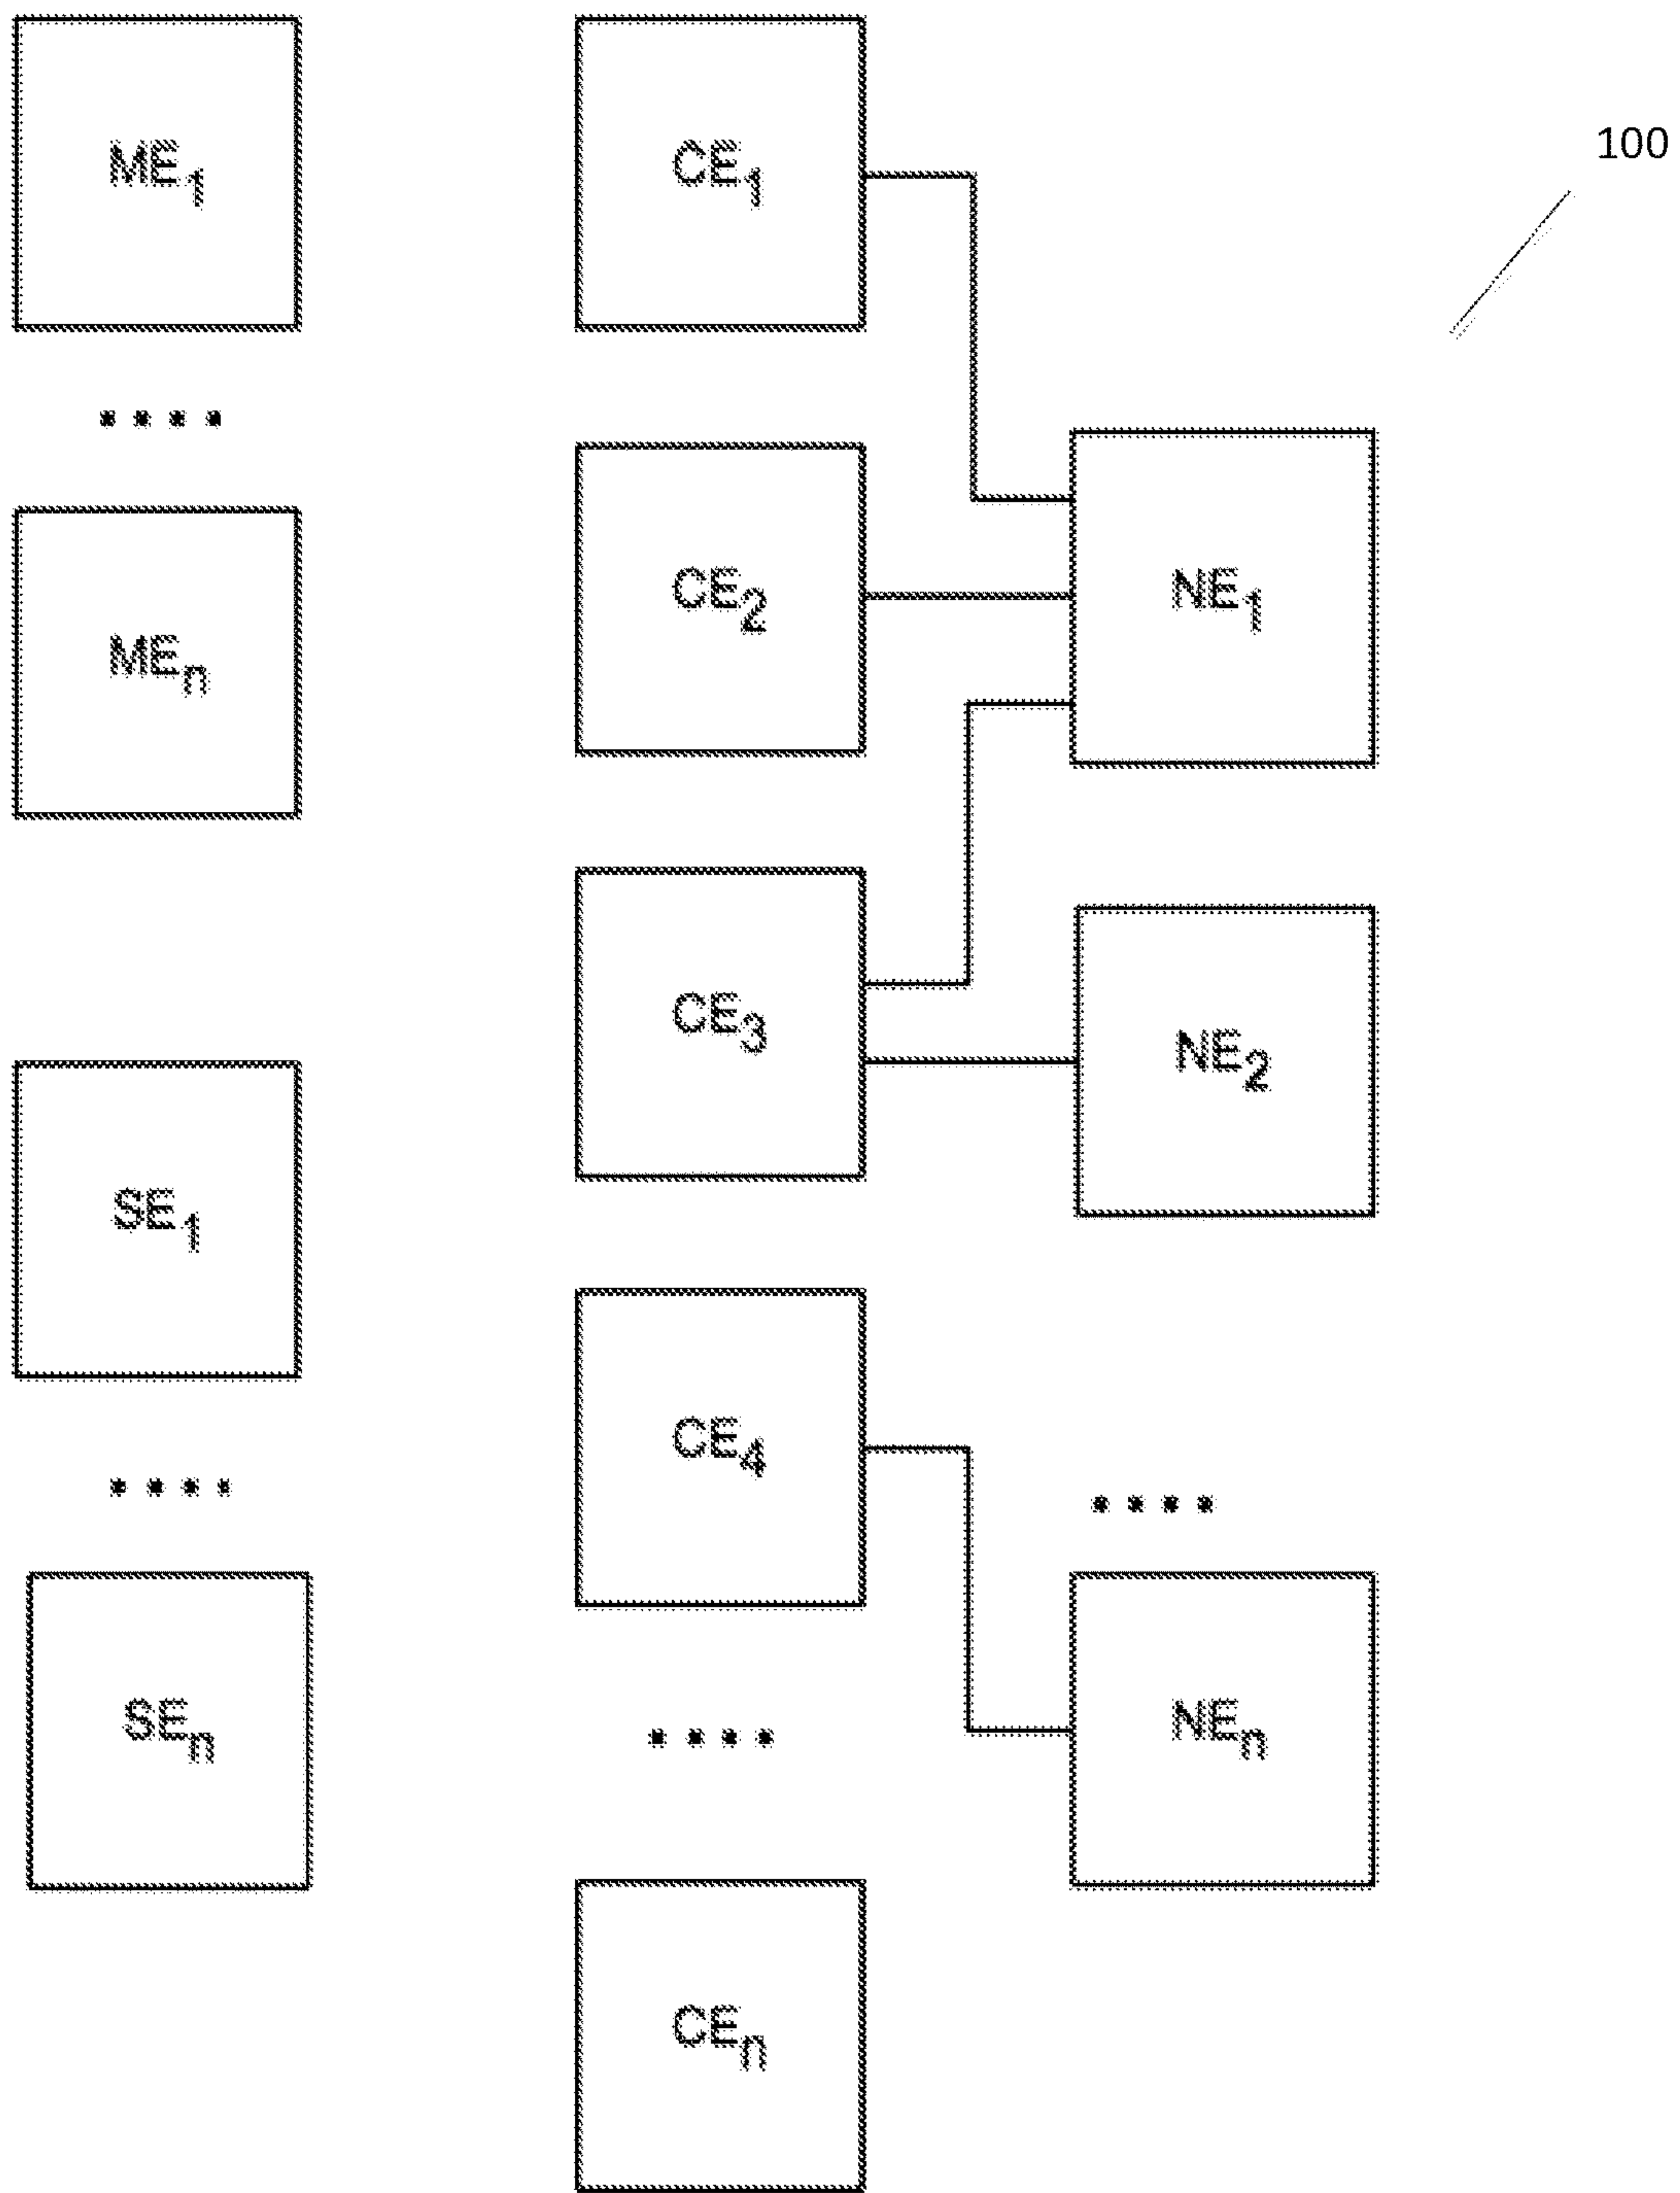 ME1
....
MEn
SE1
....
SEn
CE1
CE2
CE3
CE4
....
CEn
100
NE1
NE2
....
NEn